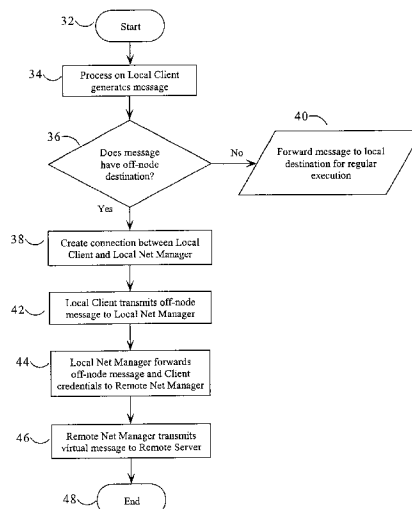 32
Start
34
Process on Local Client
generates message
36
Does message
have off-node
destination?
No
40
Forward message to local
destination for regular
execution
Yes
38
Create connection between Local
Client and Local Net Manager
42
Local Client transmits off-node
message to Local Net Manager
44
Local Net Manager forwards
off-node message and Client
credentials to Remote Net Manager
46
Remote Net Manager transmits
virtual message to Remote Server
48
End